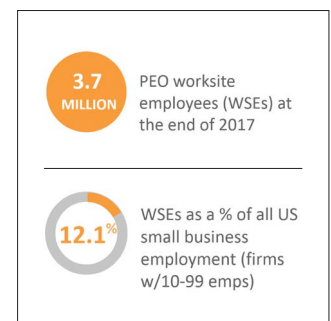 3.7
MILLION
PEO worksite
employees (WSEs) at
the end of 2017
12.1%
WSEs as a % of all US
small business
employment (firms
w/10-99 emps)